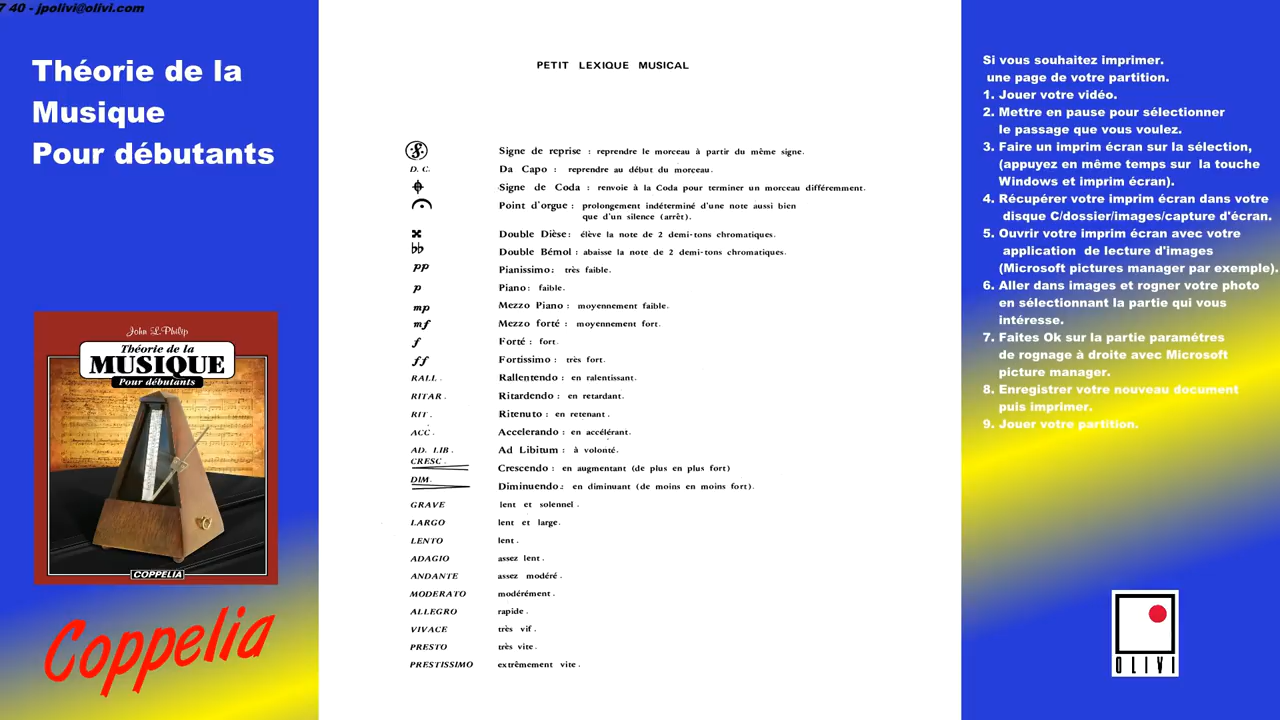 7 40 - jpolivi@olivi.com
Théorie de la
Musique
Pour débutants
John L. Philip
Théorie de la
MUSIQUE
Pour débutants
COPPELIA
Coppelia
PETIT LEXIQUE MUSICAL
Signe de reprise : reprendre le morceau à partir du même signe.
D. C. Da Capo : reprendre au début du morceau.
Signe de Coda : renvoie à la Coda pour terminer un morceau différemment.
Point d'orgue : prolongement indéterminé d'une note aussi bien
que d'un silence (arrêt).
Double Dièse : élève la note de 2 demi-tons chromatiques.
bb Double Bémol : abaisse la note de 2 demi-tons chromatiques.
pp Pianissimo : très faible.
p Piano : faible.
mp Mezzo Piano : moyennement faible.
mf Mezzo forté : moyennement fort.
f Forté : fort.
ff Fortissimo : très fort.
RALL. Rallentendo : en ralentissant.
RITAR. Ritardendo : en retardant.
RIT. Ritenuto : en retenant.
ACC. Accelerando : en accélérant.
AD. LIB. Ad Libitum : à volonté.
CRESC. Crescendo : en augmentant (de plus en plus fort)
DIM. Diminuendo : en diminuant (de moins en moins fort).
GRAVE lent et solennel.
LARGO lent et large.
LENTO lent.
ADAGIO assez lent.
ANDANTE assez modéré.
MODERATO modérément.
ALLEGRO rapide.
VIVACE très vif.
PRESTO très vite.
PRESTISSIMO extrêmement vite.
Si vous souhaitez imprimer.
une page de votre partition.
1. Jouer votre vidéo.
2. Mettre en pause pour sélectionner
le passage que vous voulez.
3. Faire un imprim écran sur la sélection,
(appuyez en même temps sur la touche
Windows et imprim écran).
4. Récupérer votre imprim écran dans votre
disque C/dossier/images/capture d'écran.
5. Ouvrir votre imprim écran avec votre
application de lecture d'images
(Microsoft pictures manager par exemple).
6. Aller dans images et rogner votre photo
en sélectionnant la partie qui vous
intéresse.
7. Faites Ok sur la partie paramétres
de rognage à droite avec Microsoft
picture manager.
8. Enregistrer votre nouveau document
puis imprimer.
9. Jouer votre partition.
OLIVI